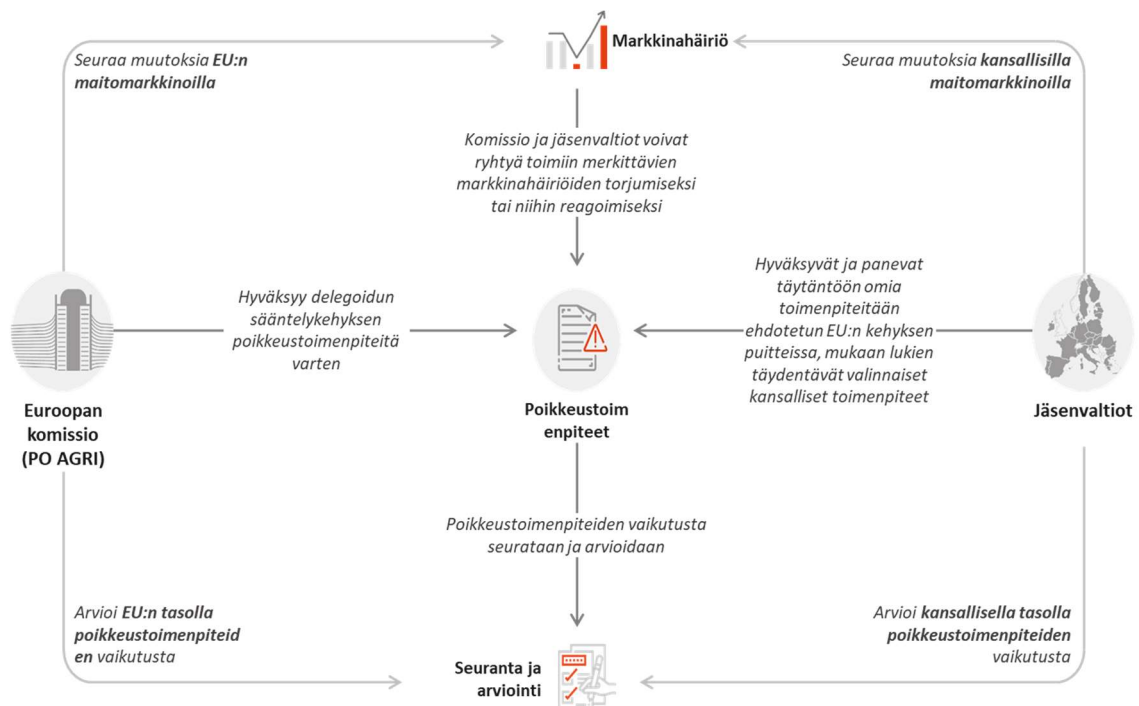 Markkinahäiriö
Seuraa muutoksia EU:n
maitomarkkinoilla
Seuraa muutoksia kansallisilla
maitomarkkinoilla
Komissio ja jäsenvaltiot voivat
ryhtyä toimiin merkittävien
markkinahäiriöiden torjumiseksi
tai niihin reagoimiseksi
Hyväksyy delegoidun
sääntelykehyksen
poikkeustoimenpiteitä
varten
Hyväksyvät ja panevat
täytäntöön omia
toimenpiteitään
ehdotetun EU:n kehyksen
puitteissa, mukaan lukien
täydentävät valinnaiset
kansalliset toimenpiteet
Euroopan
komissio
(PO AGRI)
Poikkeustoim
enpiteet
Jäsenvaltiot
Poikkeustoimenpiteiden vaikutusta
seurataan ja arvioidaan
Arvioi EU:n tasolla
poikkeustoimenpiteid
en vaikutusta
Arvioi kansallisella tasolla
poikkeustoimenpiteiden
vaikutusta
Seuranta ja
arviointi